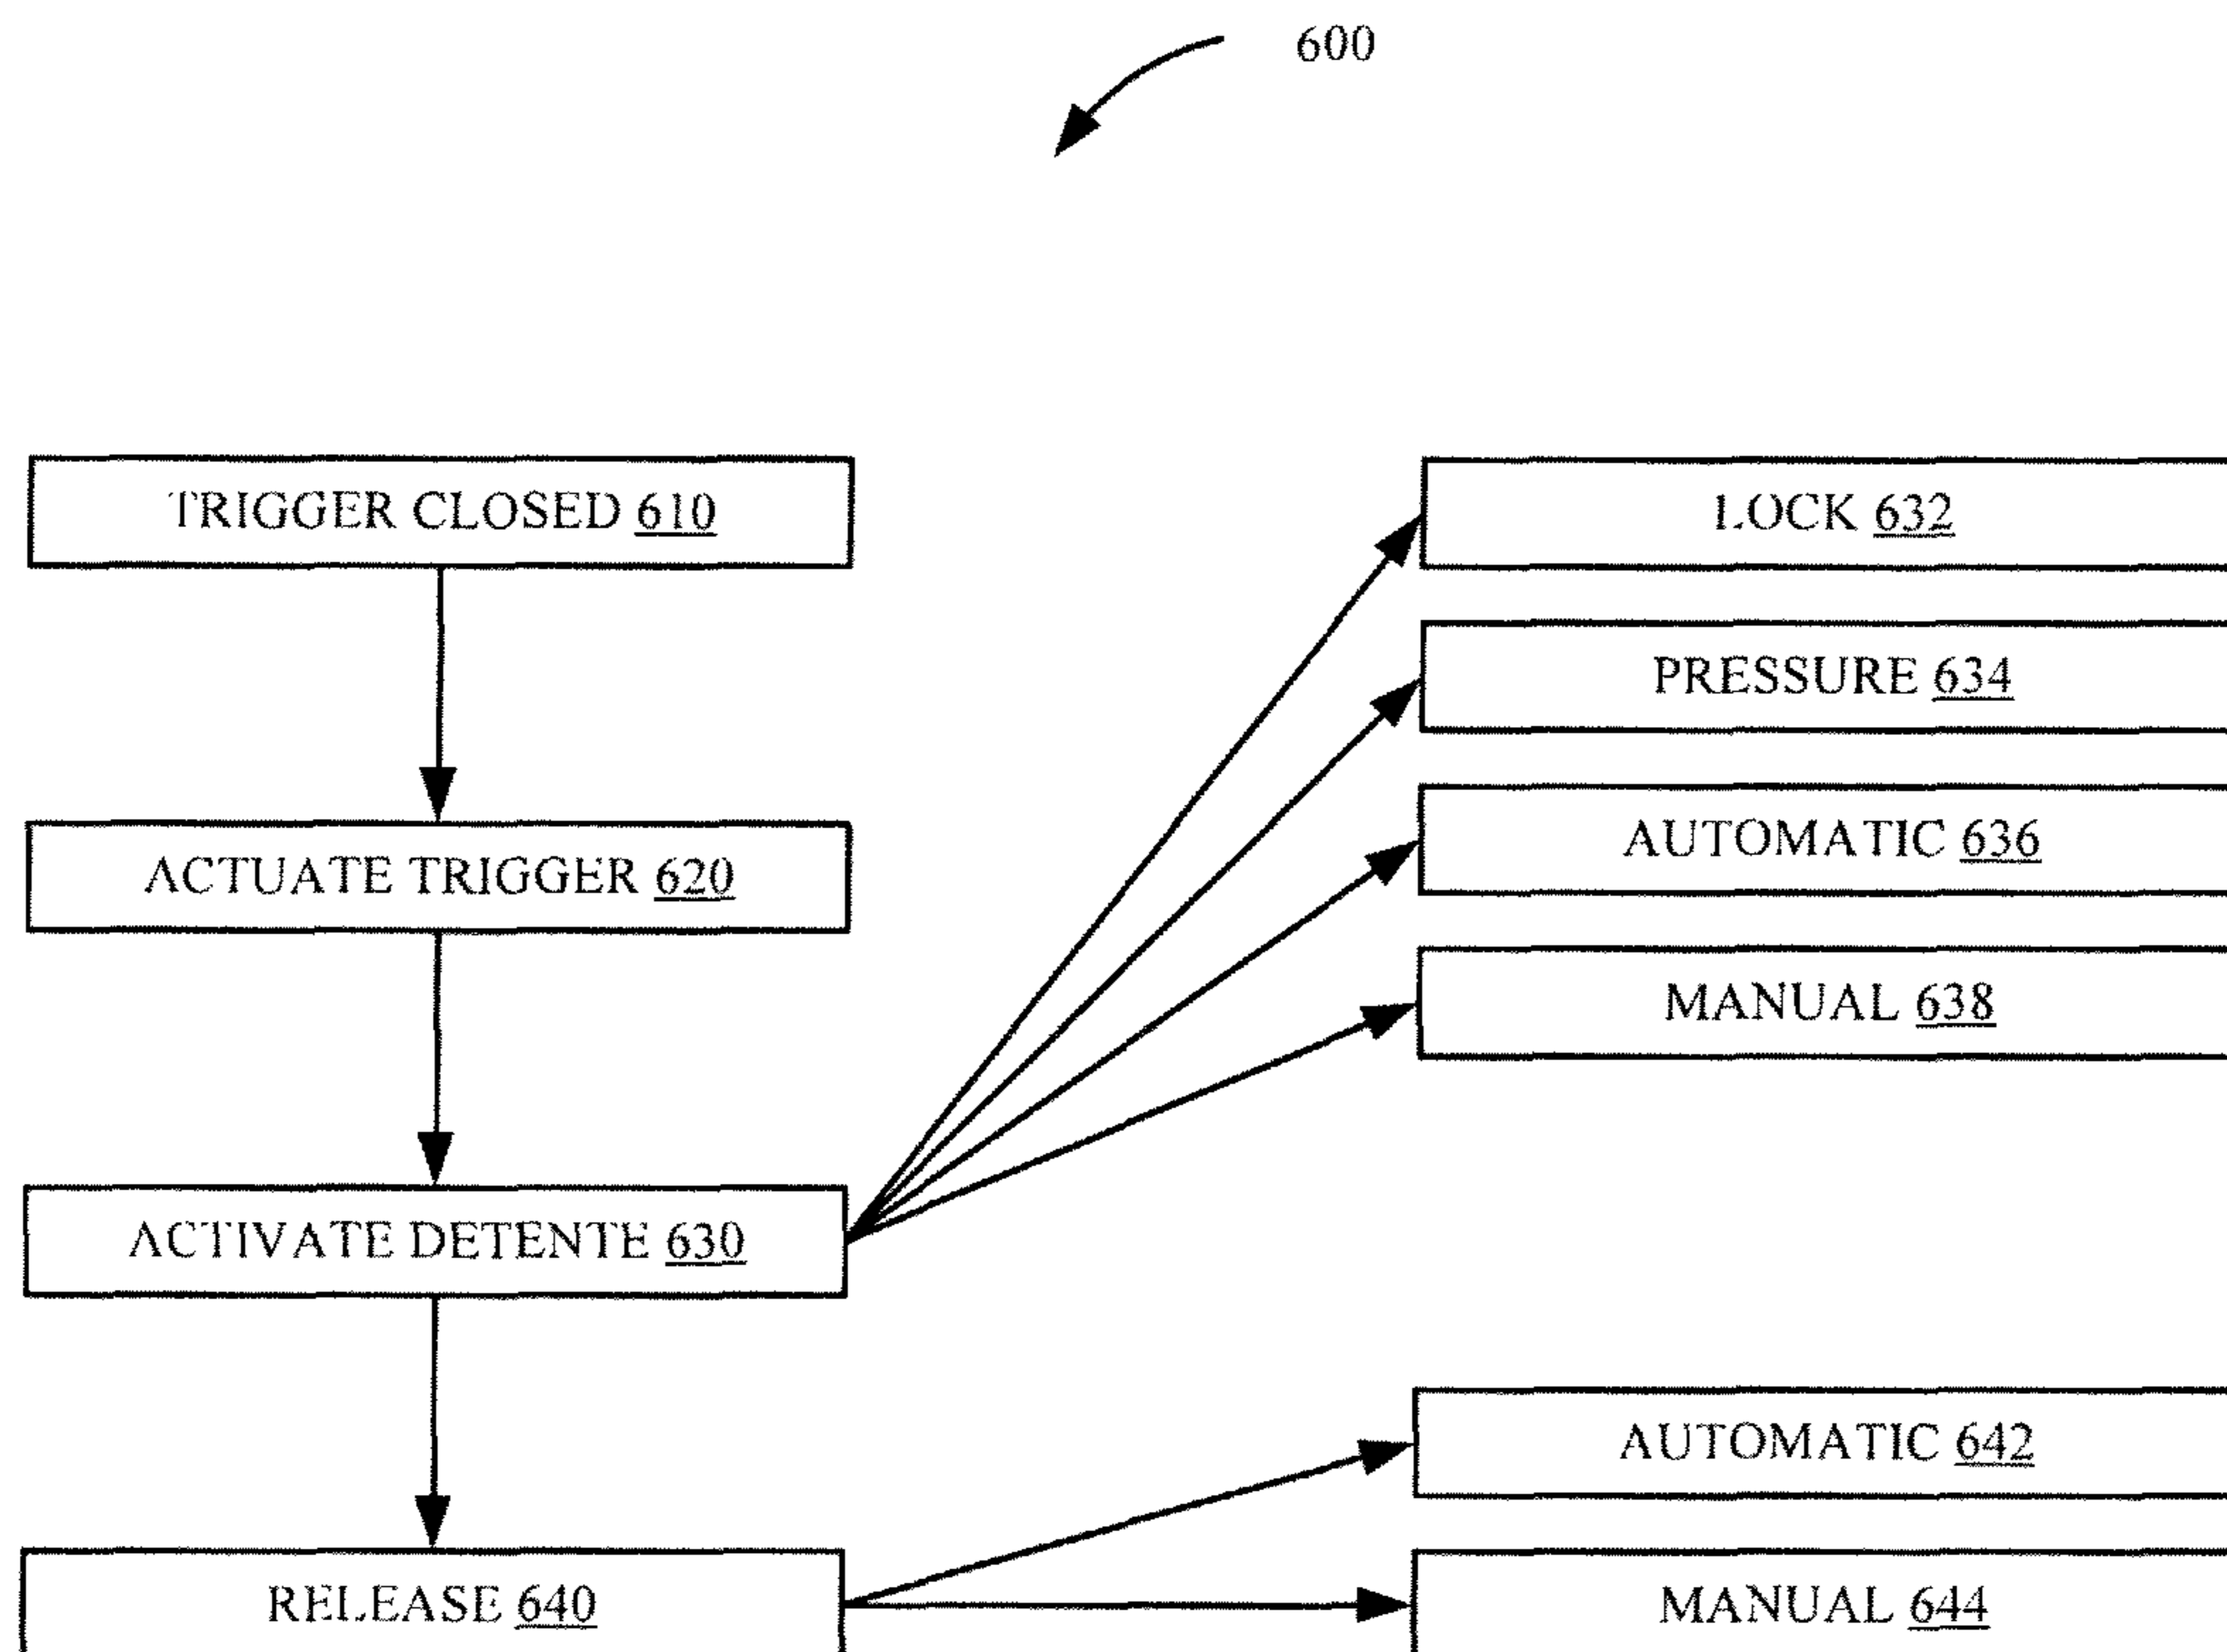 600
TRIGGER CLOSED 610
ACTUATE TRIGGER 620
ACTIVATE DETENTE 630
RELEASE 640
LOCK 632
PRESSURE 634
AUTOMATIC 636
MANUAL 638
AUTOMATIC 642
MANUAL 644